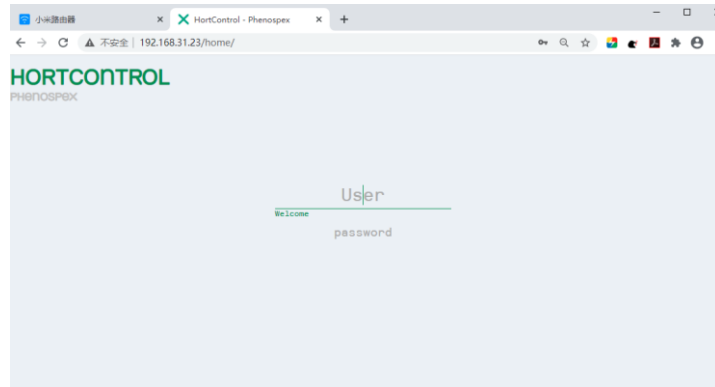 小米路由器
HortControl - Phenospex
不安全 | 192.168.31.23/home/
HORTCONTROL
PHENOSPEX
User
Welcome
password